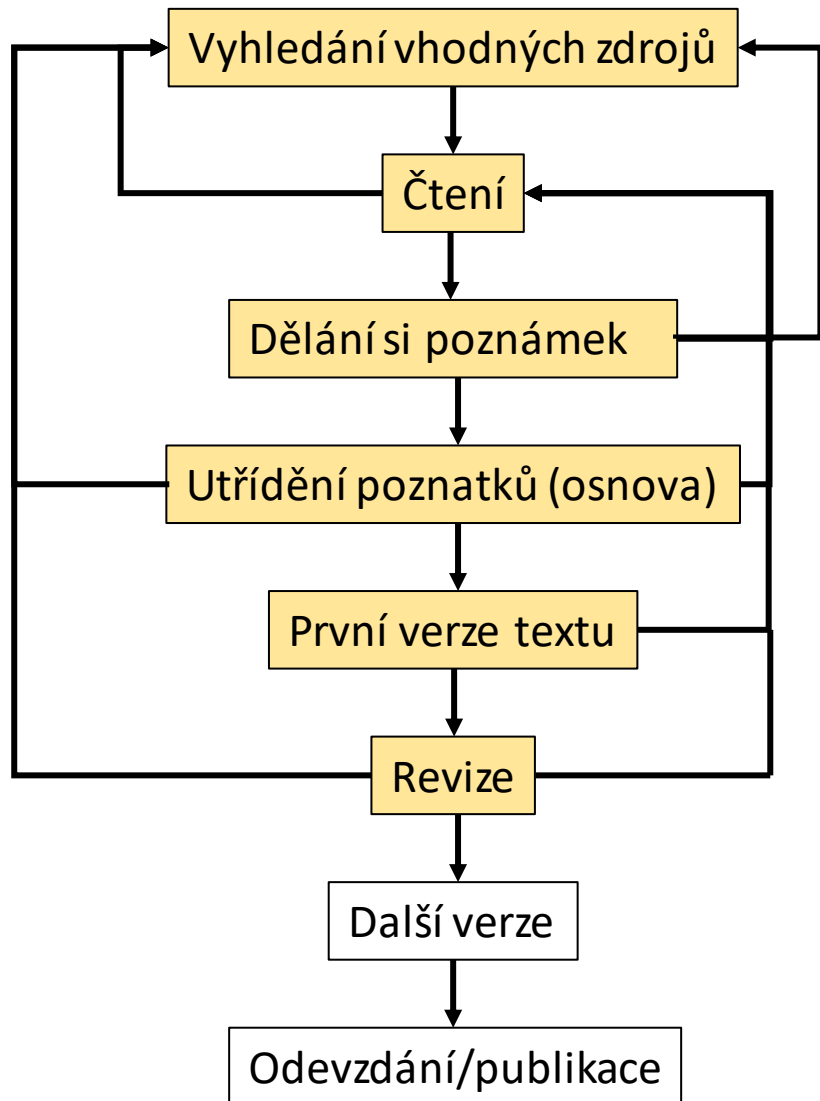 Vyhledání vhodných zdrojů
Čtení
Dělání si poznámek
Utřídění poznatků (osnova)
První verze textu
Revize
Další verze
Odevzdání/publikace